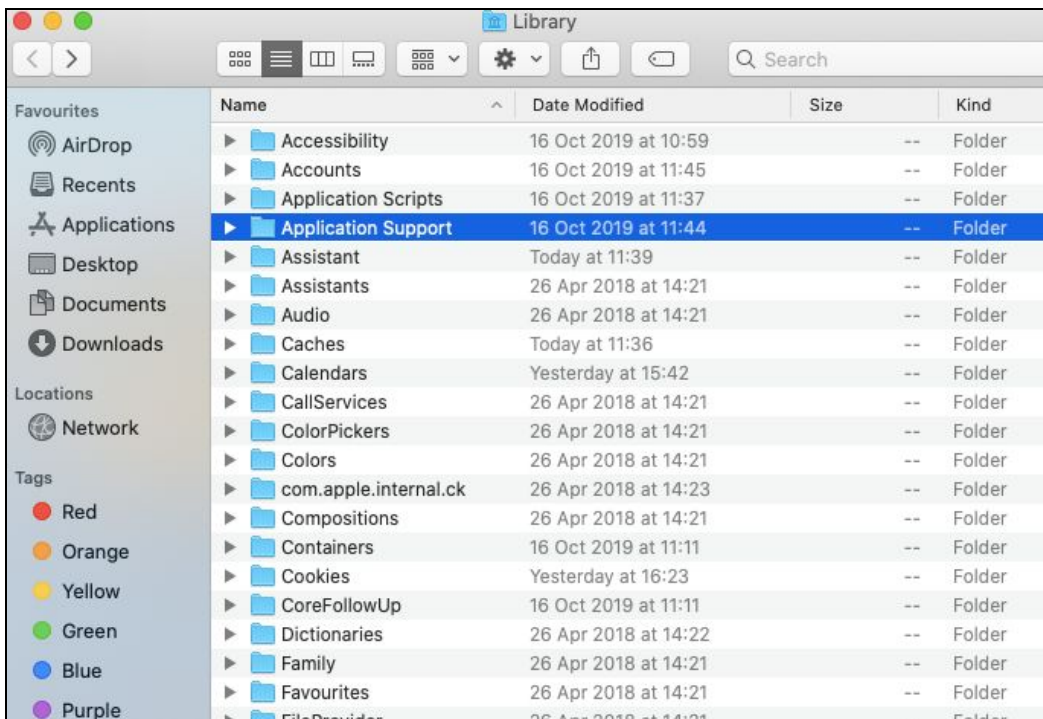 Library
Search
Favourites
AirDrop
Recents
Applications
Desktop
Documents
Downloads
Locations
Network
Tags
Red
Orange
Yellow
Green
Blue
Purple
Name Date Modified Size Kind
Accessibility 16 Oct 2019 at 10:59 -- Folder
Accounts 16 Oct 2019 at 11:45 -- Folder
Application Scripts 16 Oct 2019 at 11:37 -- Folder
Application Support 16 Oct 2019 at 11:44 -- Folder
Assistant Today at 11:39 -- Folder
Assistants 26 Apr 2018 at 14:21 -- Folder
Audio 26 Apr 2018 at 14:21 -- Folder
Caches Today at 11:36 -- Folder
Calendars Yesterday at 15:42 -- Folder
CallServices 26 Apr 2018 at 14:21 -- Folder
ColorPickers 26 Apr 2018 at 14:21 -- Folder
Colors 26 Apr 2018 at 14:21 -- Folder
com.apple.internal.ck 26 Apr 2018 at 14:23 -- Folder
Compositions 26 Apr 2018 at 14:21 -- Folder
Containers 16 Oct 2019 at 11:11 -- Folder
Cookies Yesterday at 16:23 -- Folder
CoreFollowUp 16 Oct 2019 at 11:11 -- Folder
Dictionaries 26 Apr 2018 at 14:22 -- Folder
Family 26 Apr 2018 at 14:21 -- Folder
Favourites 26 Apr 2018 at 14:21 -- Folder